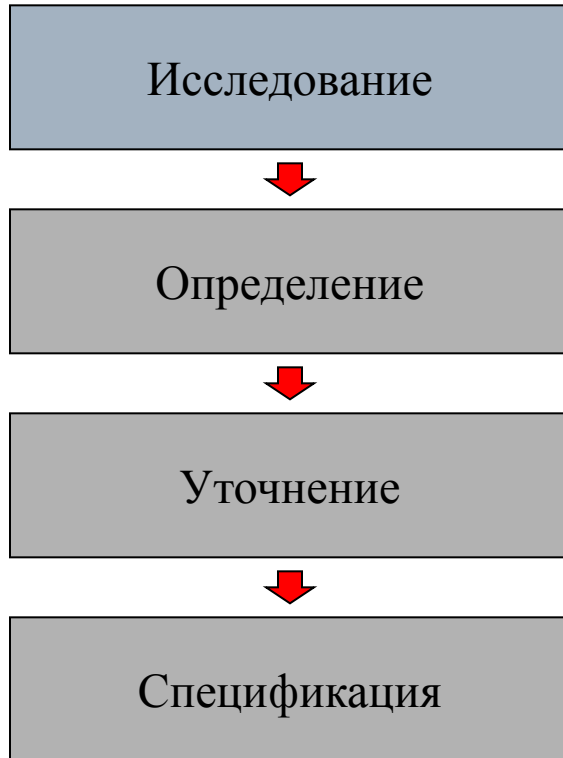 Исследование
Определение
Уточнение
Спецификация